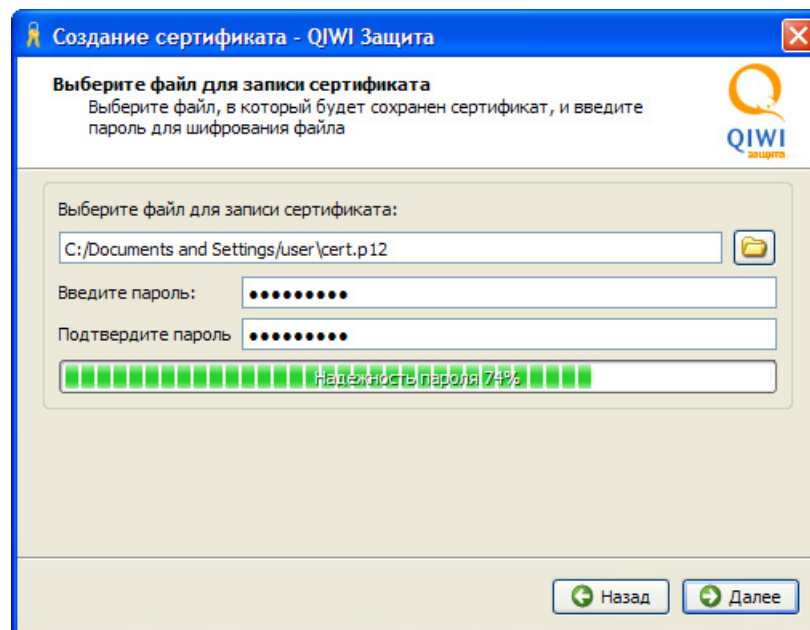 Создание сертификата - QIWI Защита
Выберите файл для записи сертификата
Выберите файл, в который будет сохранен сертификат, и введите
пароль для шифрования файла
QIWI
защита
Выберите файл для записи сертификата:
C:/Documents and Settings/user\cert.p12
Введите пароль: ●●●●●●●●●
Подтвердите пароль ●●●●●●●●●
Надежность пароля 74%
Назад Далее